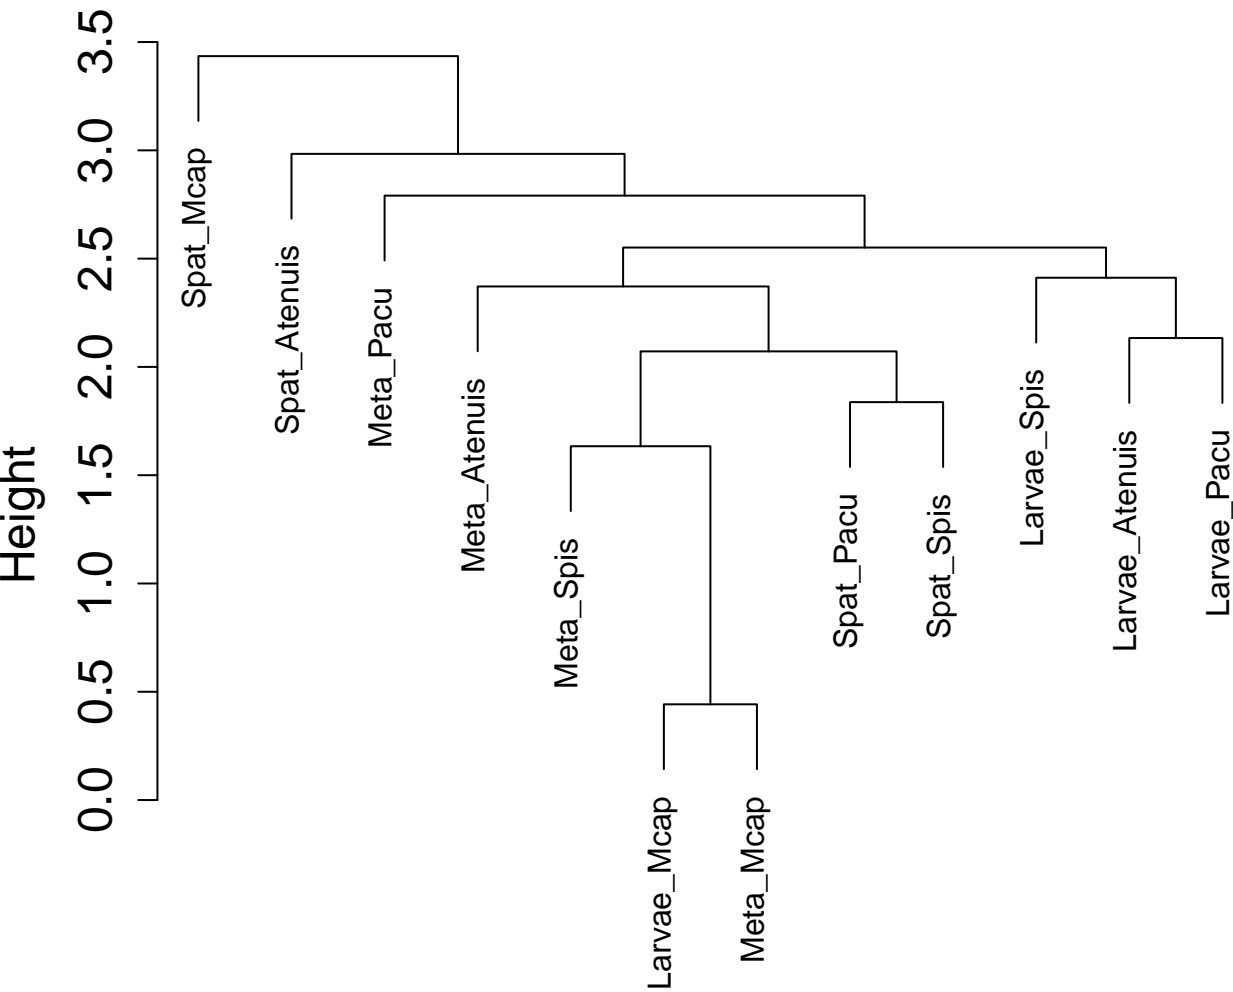 Height
3.5
3.0
2.5
2.0
1.5
1.0
0.5
0.0
Spat_Mcap
Spat_Atenuis
Meta_Pacu
Meta_Atenuis
Meta_Spis
Larvae_Mcap
Meta_Mcap
Spat_Pacu
Spat_Spis
Larvae_Spis
Larvae_Atenuis
Larvae_Pacu